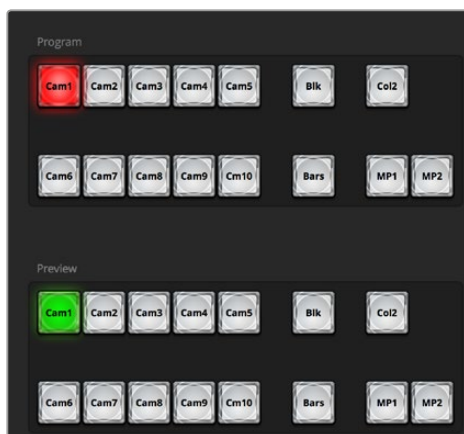 Program
Cam1 Cam2 Cam3 Cam4 Cam5 Blk Col2
Cam6 Cam7 Cam8 Cam9 Cm10 Bars MP1 MP2
Preview
Cam1 Cam2 Cam3 Cam4 Cam5 Blk Col2
Cam6 Cam7 Cam8 Cam9 Cm10 Bars MP1 MP2